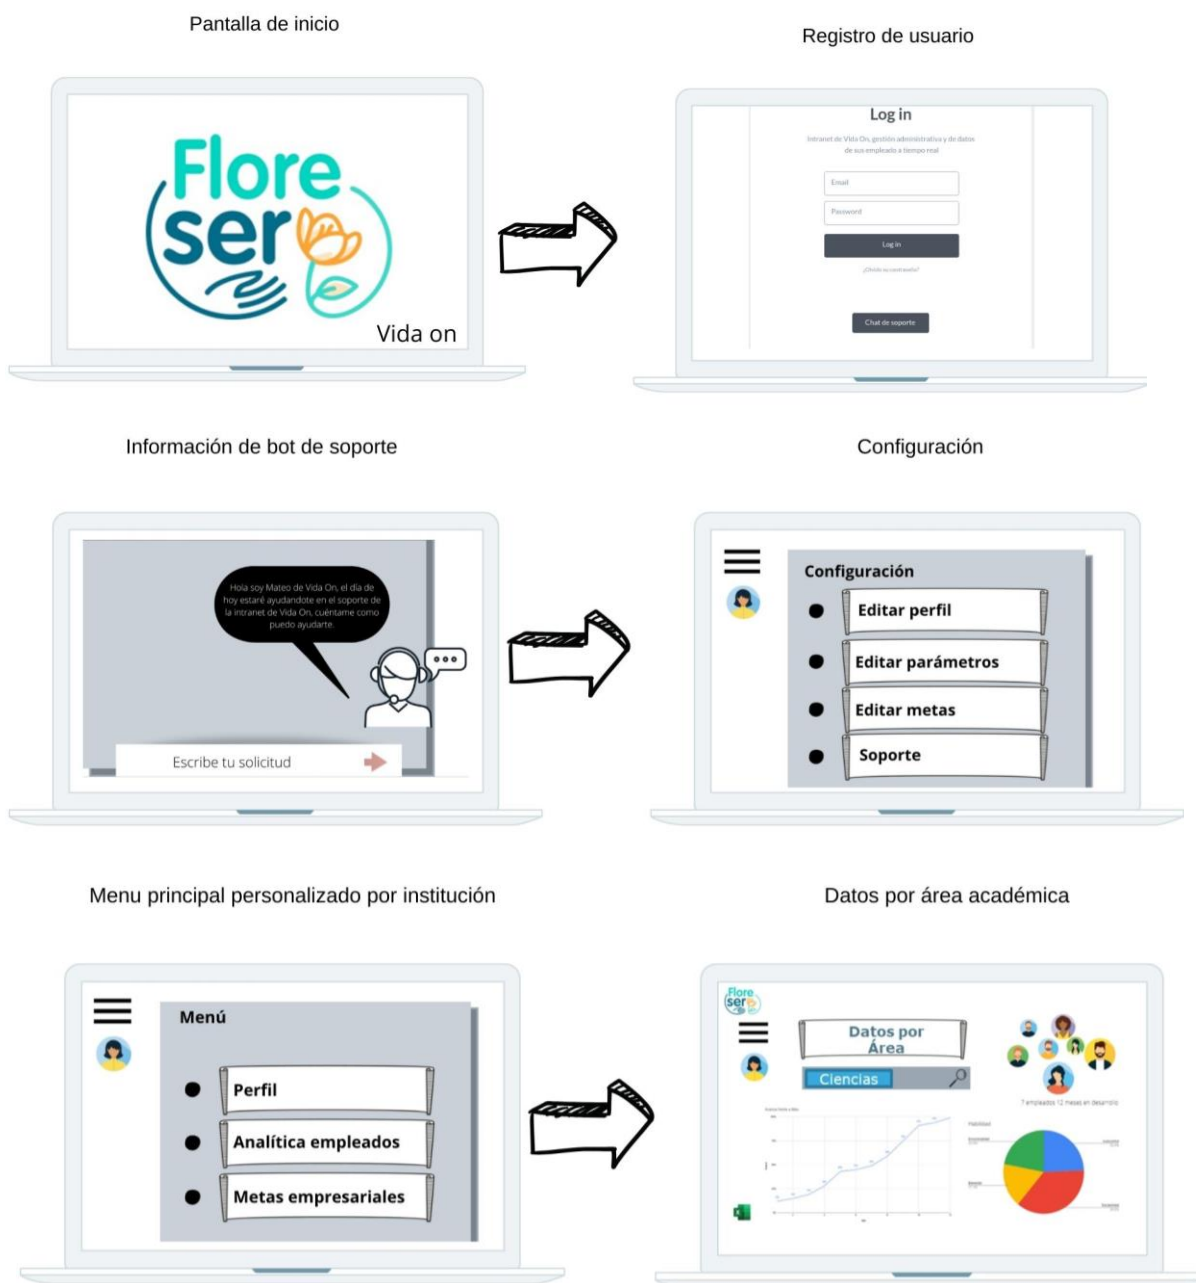 Pantalla de inicio
Registro de usuario
Flore
ser
Vida on
Log in
Intranet de Vida On, gestión administrativa y de datos
de sus empleado a tiempo real
Email
Password
Log in
Chat de soporte
Información de bot de soporte
Configuración
Hola soy Mateo de Vida On, el día de
hoy estaré ayudandote en el soporte de
la intranet de Vida On, cuéntame como
puedo ayudarte.
Escribe tu solicitud
Configuración
Editar perfil
Editar parámetros
Editar metas
Soporte
Menu principal personalizado por institución
Datos por área académica
Menú
Perfil
Analítica empleados
Metas empresariales
Flore
ser
Datos por
Área
Ciencias
7 empleados 12 meses en desarrollo